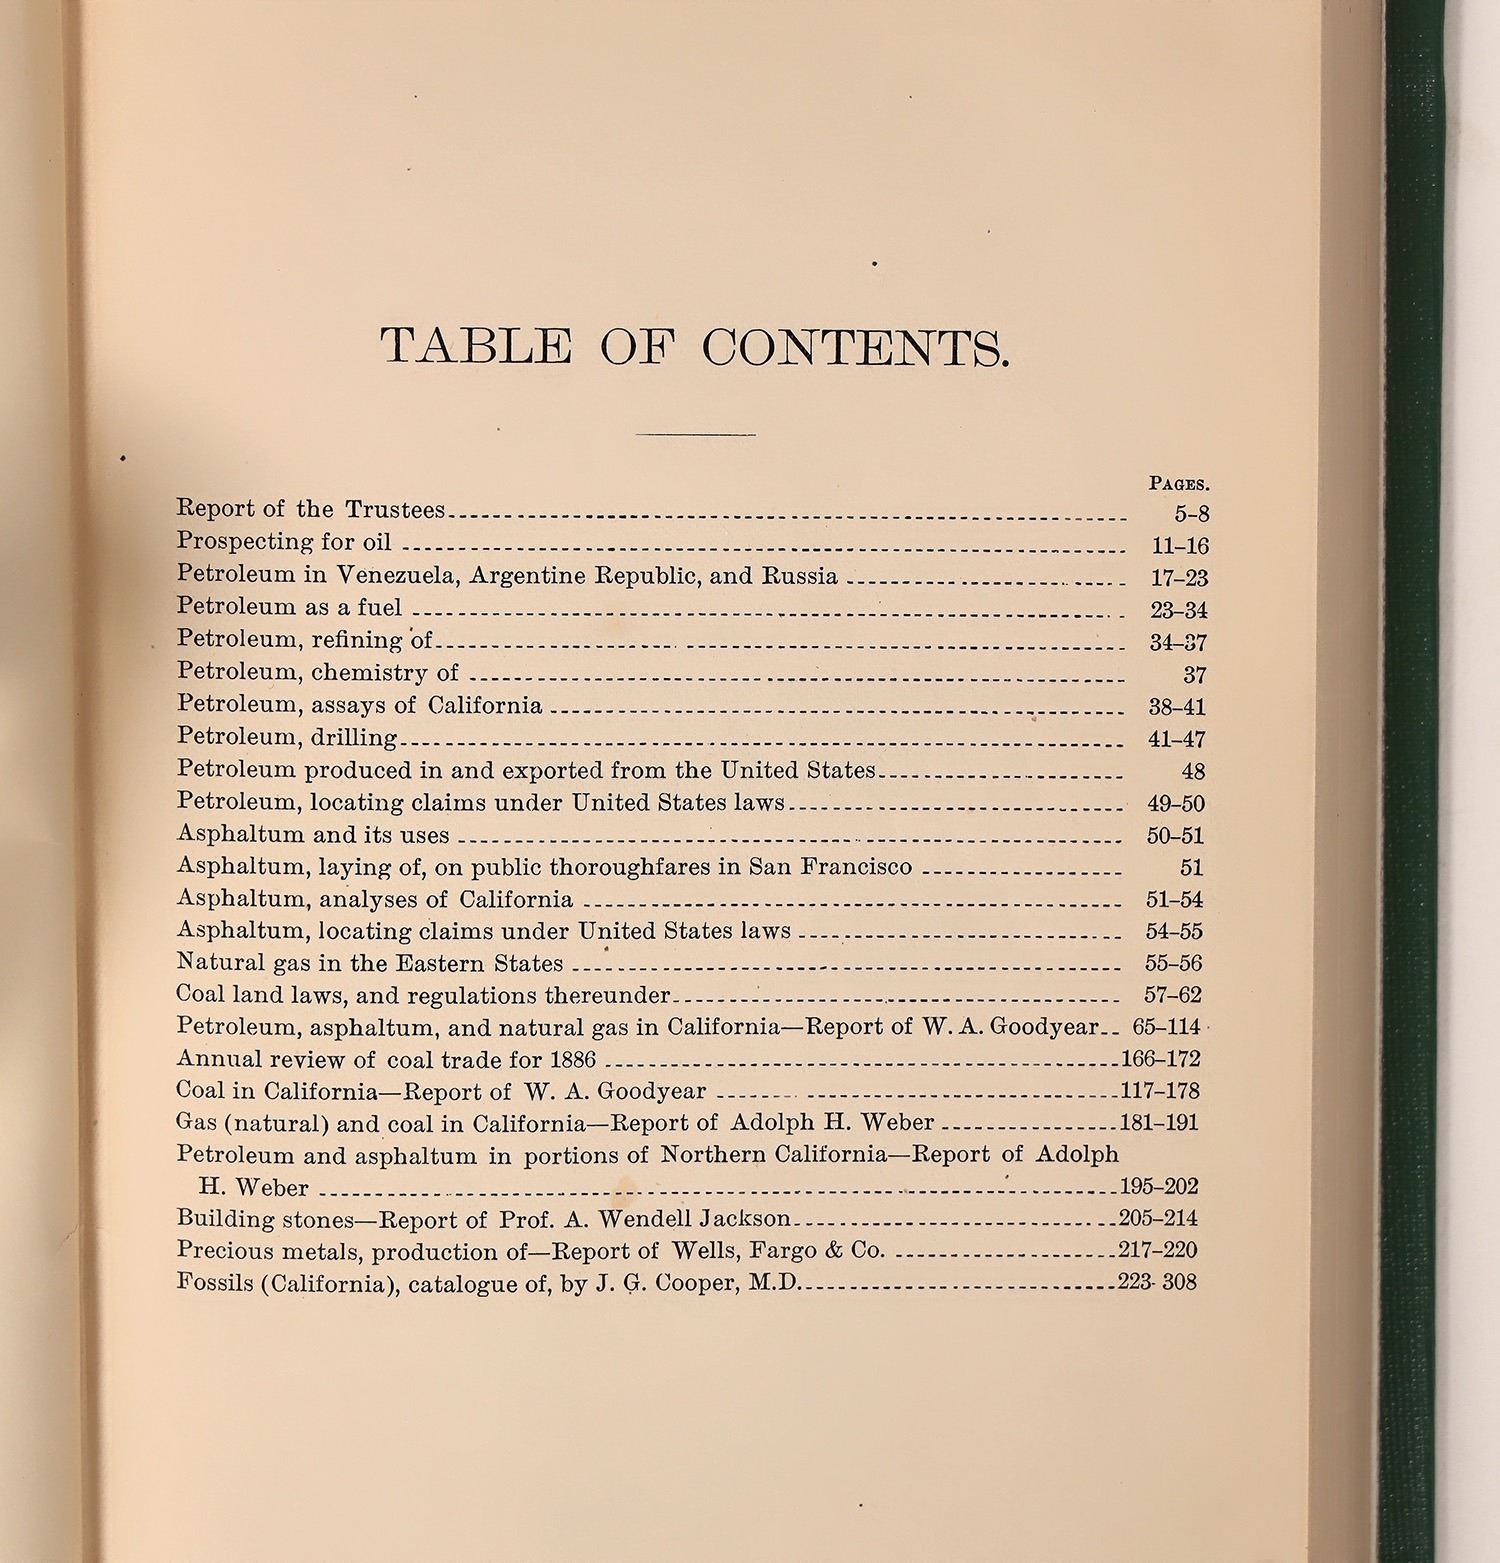 TABLE OF CONTENTS.
PAGES.
Report of the Trustees 5–8
Prospecting for oil 11–16
Petroleum in Venezuela, Argentine Republic, and Russia 17–23
Petroleum as a fuel 23–34
Petroleum, refining of 34–37
Petroleum, chemistry of 37
Petroleum, assays of California 38–41
Petroleum, drilling 41–47
Petroleum produced in and exported from the United States 48
Petroleum, locating claims under United States laws 49–50
Asphaltum and its uses 50–51
Asphaltum, laying of, on public thoroughfares in San Francisco 51
Asphaltum, analyses of California 51–54
Asphaltum, locating claims under United States laws 54–55
Natural gas in the Eastern States 55–56
Coal land laws, and regulations thereunder 57–62
Petroleum, asphaltum, and natural gas in California—Report of W. A. Goodyear 65–114
Annual review of coal trade for 1886 166–172
Coal in California—Report of W. A. Goodyear 117–178
Gas (natural) and coal in California—Report of Adolph H. Weber 181–191
Petroleum and asphaltum in portions of Northern California—Report of Adolph
H. Weber 195–202
Building stones—Report of Prof. A. Wendell Jackson 205–214
Precious metals, production of—Report of Wells, Fargo & Co. 217–220
Fossils (California), catalogue of, by J. G. Cooper, M.D. 223–308